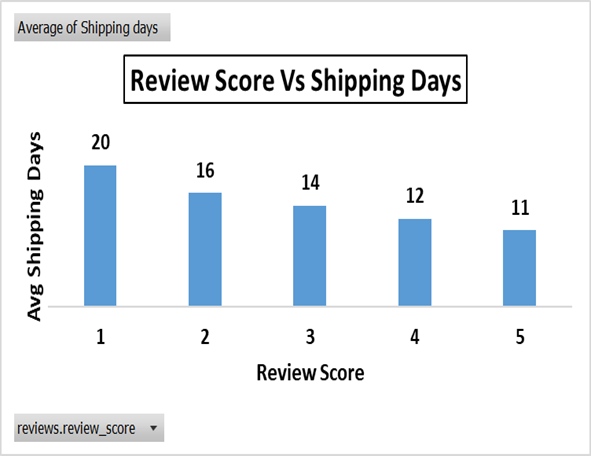 Average of Shipping days
Review Score Vs Shipping Days
Avg Shipping Days
20
16
14
12
11
1
2
3
4
5
Review Score
reviews.review_score